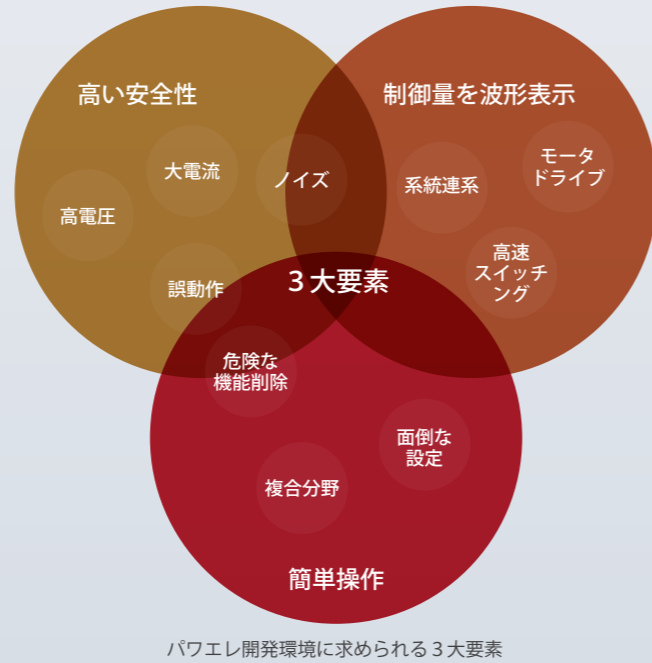 高い安全性
制御量を波形表示
大電流
ノイズ
高電圧
系統連系
モータ
ドライブ
誤動作
高速
スイッチ
ング
３大要素
危険な
機能削除
面倒な
設定
複合分野
簡単操作
パワエレ開発環境に求められる３大要素